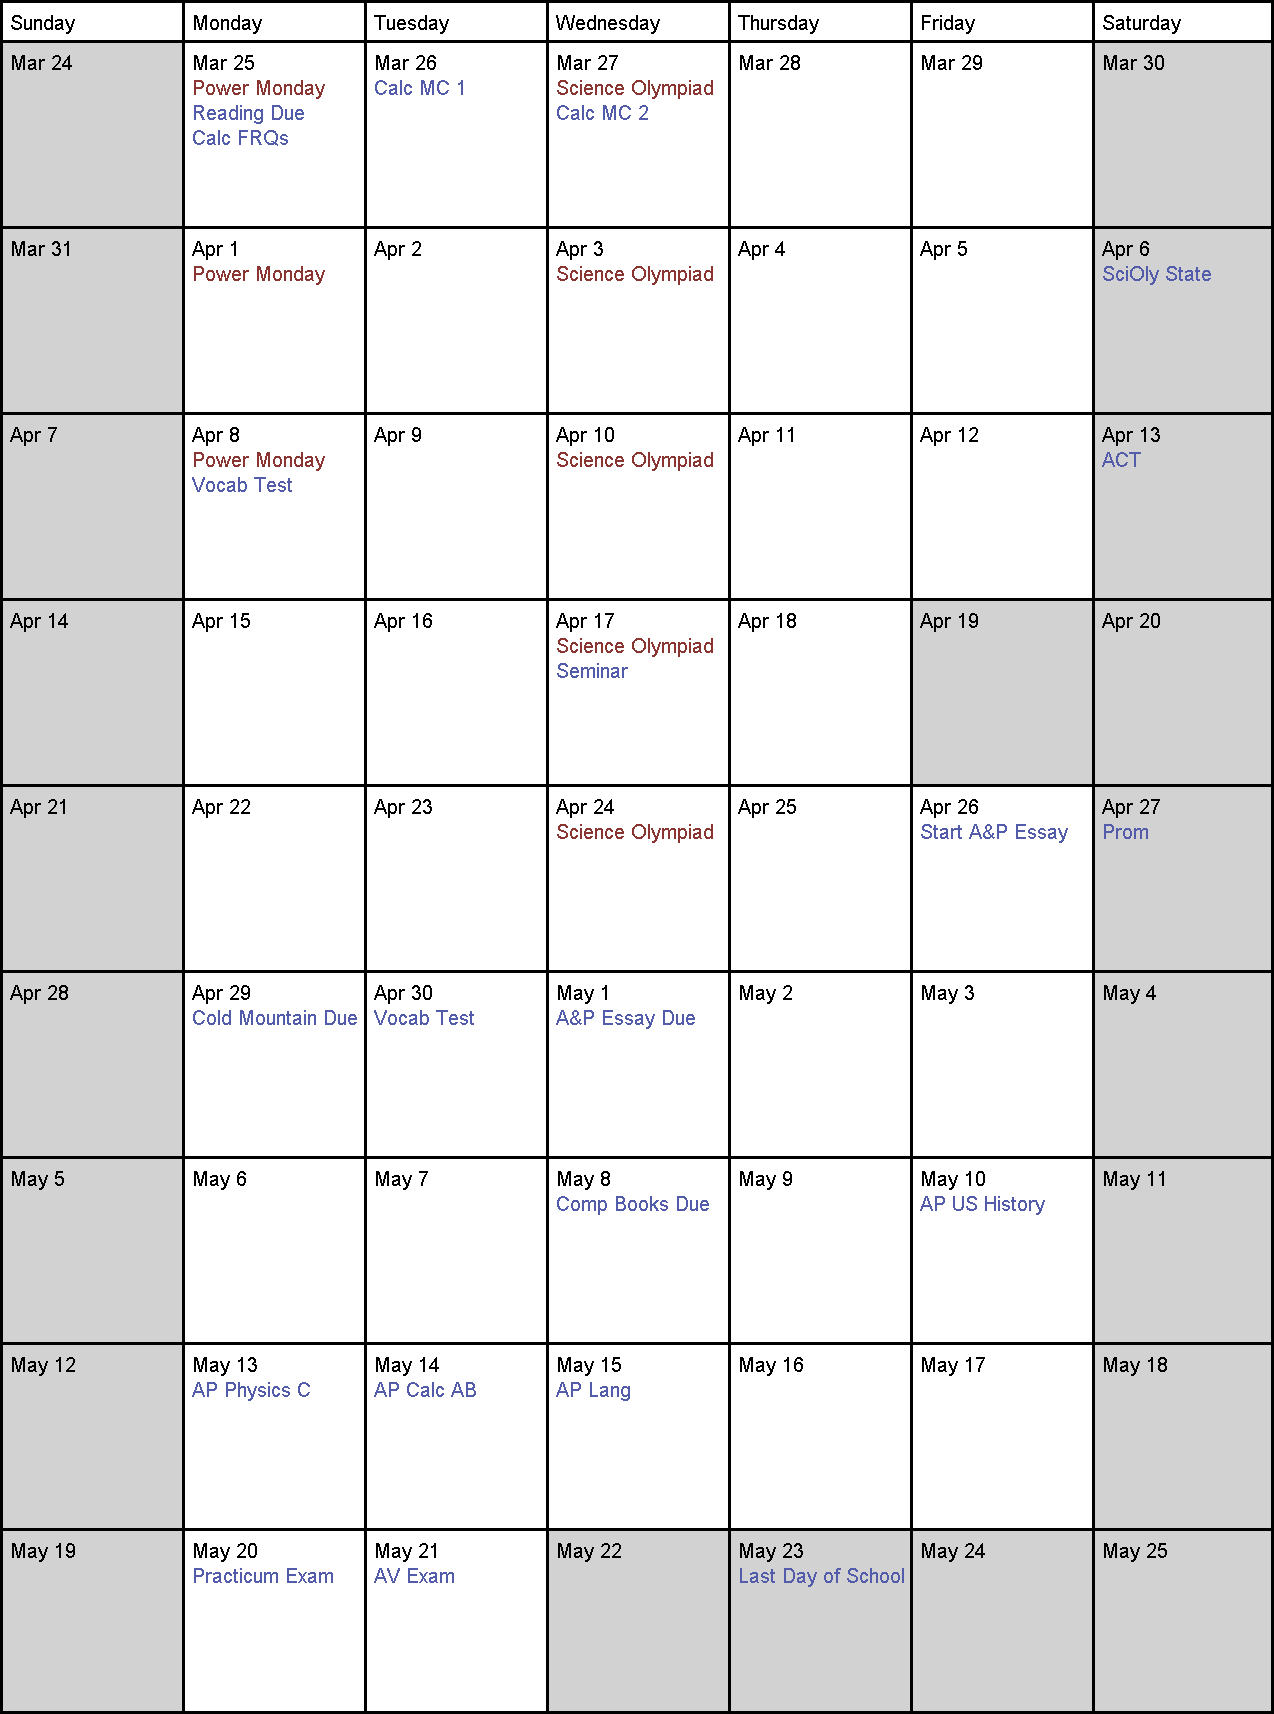 Sunday Monday Tuesday Wednesday Thursday Friday Saturday
Mar 24 Mar 25 Mar 26 Mar 27 Mar 28 Mar 29 Mar 30
Power Monday Calc MC 1 Science Olympiad
Reading Due Calc MC 2
Calc FRQs
Mar 31 Apr 1 Apr 2 Apr 3 Apr 4 Apr 5 Apr 6
Power Monday Science Olympiad SciOly State
Apr 7 Apr 8 Apr 9 Apr 10 Apr 11 Apr 12 Apr 13
Power Monday Science Olympiad ACT
Vocab Test
Apr 14 Apr 15 Apr 16 Apr 17 Apr 18 Apr 19 Apr 20
Science Olympiad
Seminar
Apr 21 Apr 22 Apr 23 Apr 24 Apr 25 Apr 26 Apr 27
Science Olympiad Start A&P Essay Prom
Apr 28 Apr 29 Apr 30 May 1 May 2 May 3 May 4
Cold Mountain Due Vocab Test A&P Essay Due
May 5 May 6 May 7 May 8 May 9 May 10 May 11
Comp Books Due AP US History
May 12 May 13 May 14 May 15 May 16 May 17 May 18
AP Physics C AP Calc AB AP Lang
May 19 May 20 May 21 May 22 May 23 May 24 May 25
Practicum Exam AV Exam Last Day of School